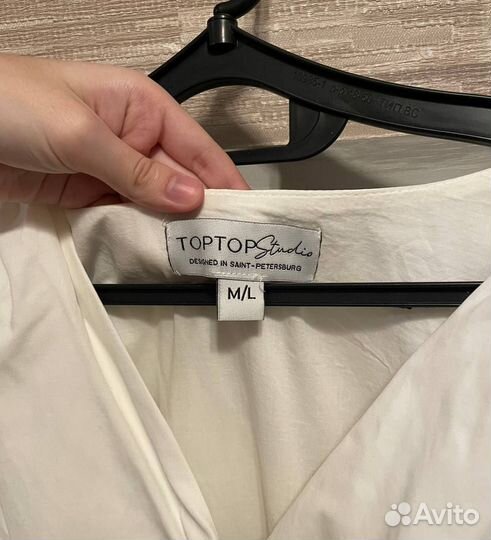 TOPTOP Studio
DESIGNED IN SAINT-PETERSBURG
M/L
Avito